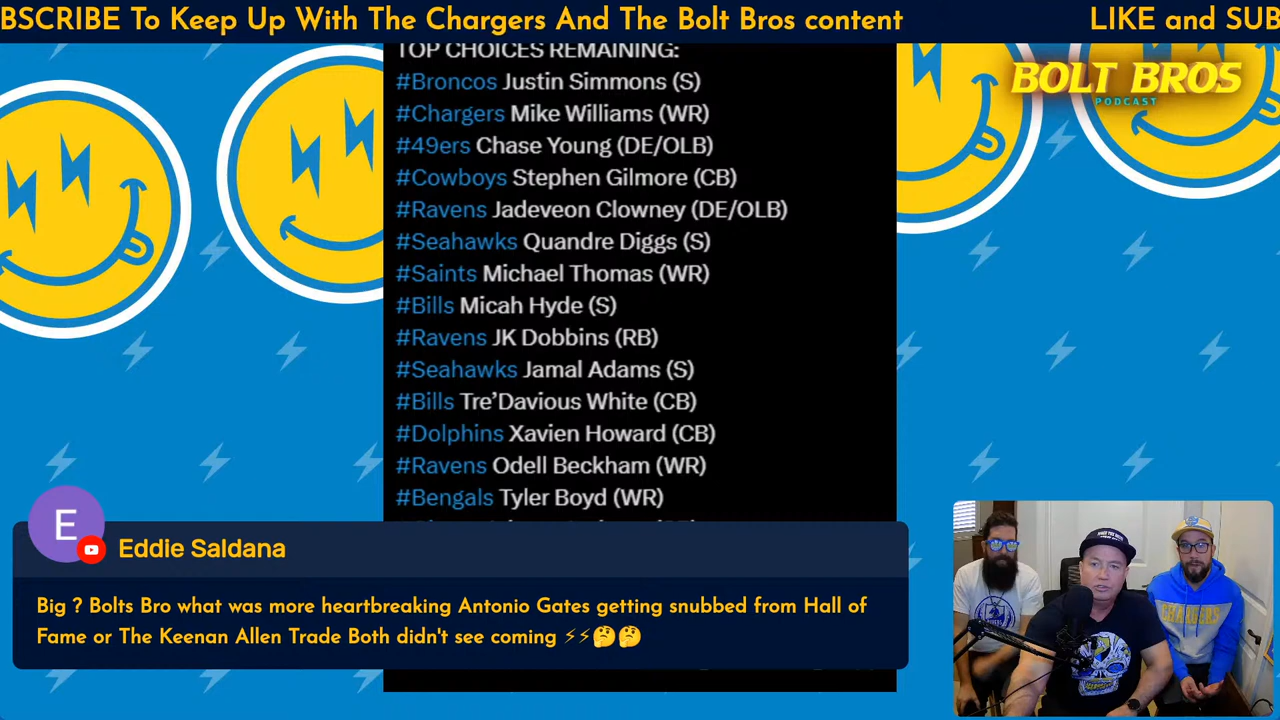 BSCRIBE To Keep Up With The Chargers And The Bolt Bros content LIKE and SUB
TOP CHOICES REMAINING:
BOLT BROS
PODCAST
#Broncos Justin Simmons (S)
#Chargers Mike Williams (WR)
#49ers Chase Young (DE/OLB)
#Cowboys Stephen Gilmore (CB)
#Ravens Jadeveon Clowney (DE/OLB)
#Seahawks Quandre Diggs (S)
#Saints Michael Thomas (WR)
#Bills Micah Hyde (S)
#Ravens JK Dobbins (RB)
#Seahawks Jamal Adams (S)
#Bills Tre’Davious White (CB)
#Dolphins Xavien Howard (CB)
#Ravens Odell Beckham (WR)
#Bengals Tyler Boyd (WR)
E
Eddie Saldana
Big ? Bolts Bro what was more heartbreaking Antonio Gates getting snubbed from Hall of
Fame or The Keenan Allen Trade Both didn't see coming ⚡⚡🤔🤔